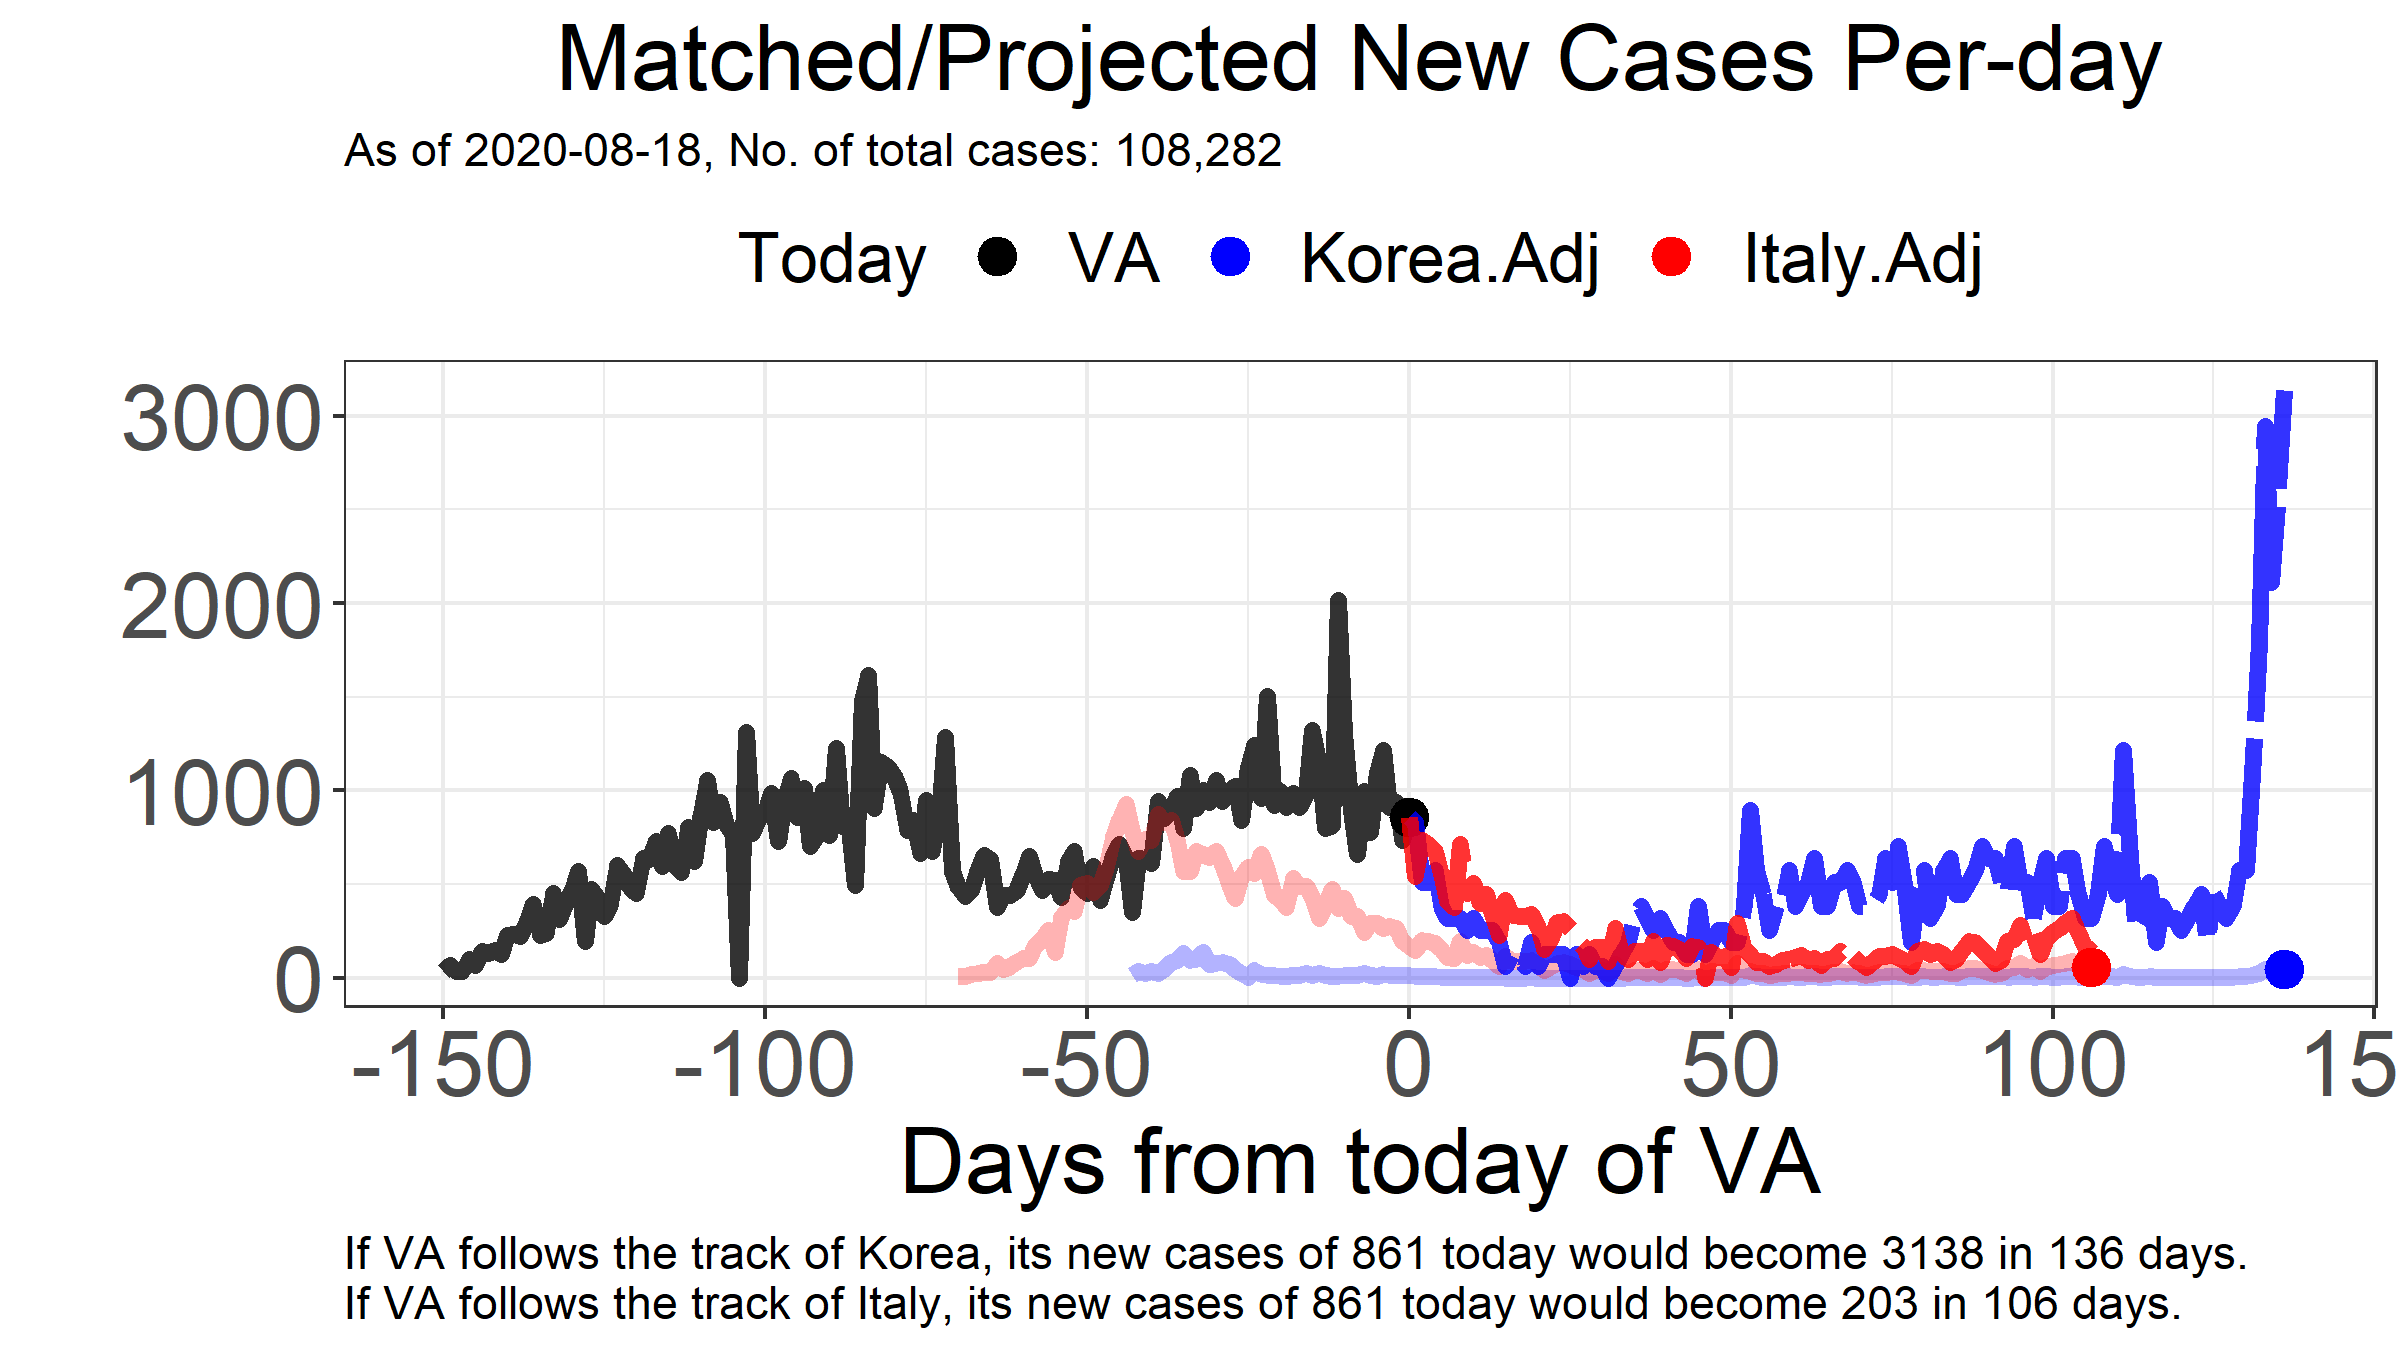 Matched/Projected New Cases Per-day
As of 2020-08-18, No. of total cases: 108,282
Today VA Korea.Adj Italy.Adj
3000
2000
1000
0
-150 -100 -50 0 50 100 15
Days from today of VA
If VA follows the track of Korea, its new cases of 861 today would become 3138 in 136 days.
If VA follows the track of Italy, its new cases of 861 today would become 203 in 106 days.